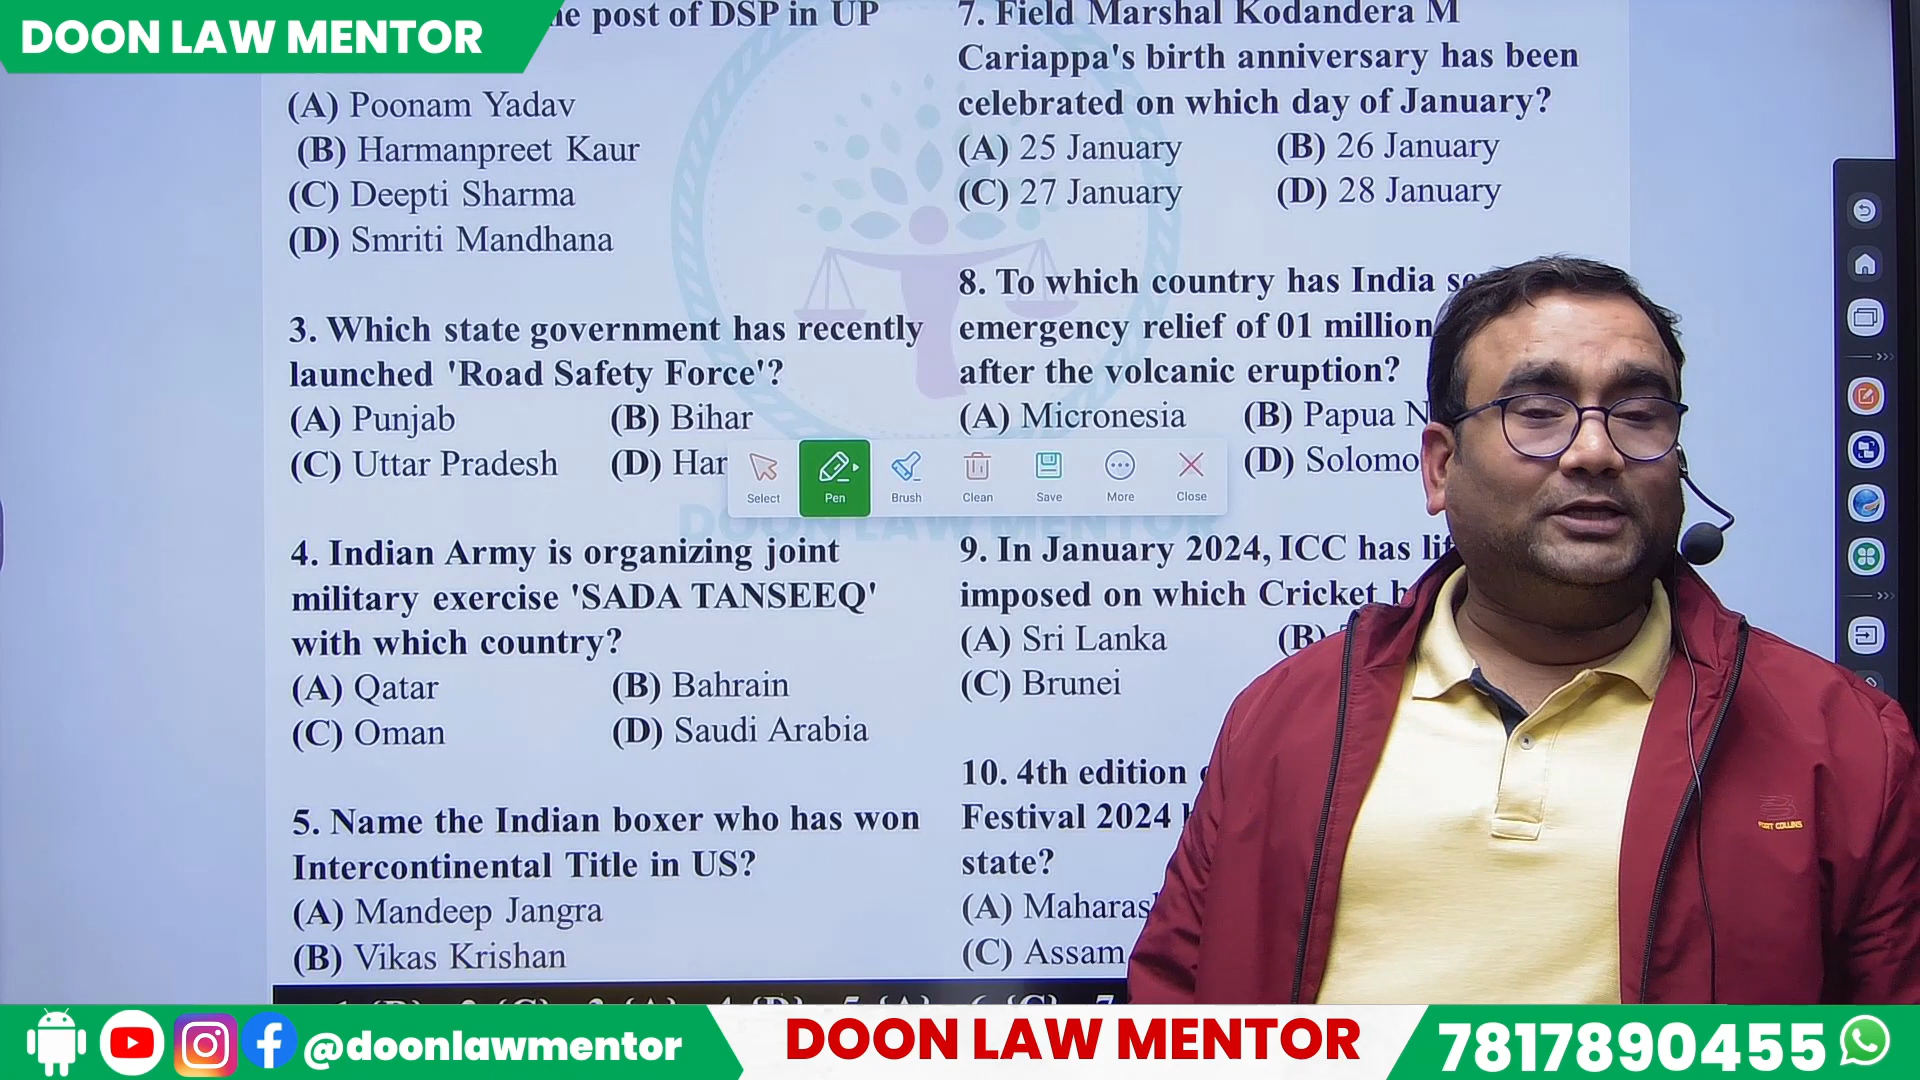 DOON LAW MENTOR
post of DSP in UP
(A) Poonam Yadav
(B) Harmanpreet Kaur
(C) Deepti Sharma
(D) Smriti Mandhana
3. Which state government has recently
launched 'Road Safety Force'?
(A) Punjab (B) Bihar
(C) Uttar Pradesh (D)
4. Indian Army is organizing joint
military exercise 'SADA TANSEEQ'
with which country?
(A) Qatar (B) Bahrain
(C) Oman (D) Saudi Arabia
5. Name the Indian boxer who has won
Intercontinental Title in US?
(A) Mandeep Jangra
(B) Vikas Krishan
7. Field Marshal Kodandera M
Cariappa's birth anniversary has been
celebrated on which day of January?
(A) 25 January (B) 26 January
(C) 27 January (D) 28 January
8. To which country has India
emergency relief of 01 million
after the volcanic eruption?
(A) Micronesia (B) Papua
(D)
9. In January 2024, ICC has
imposed on which Cricket
(A) Sri Lanka (B)
(C) Brunei
10. 4th edition
Festival 2024
state?
(A)
(C) Assam
Select Pen Brush Clean Save More Close
DOON LAW MENTOR
FORT COLLINS
@doonlawmentor
DOON LAW MENTOR
7817890455